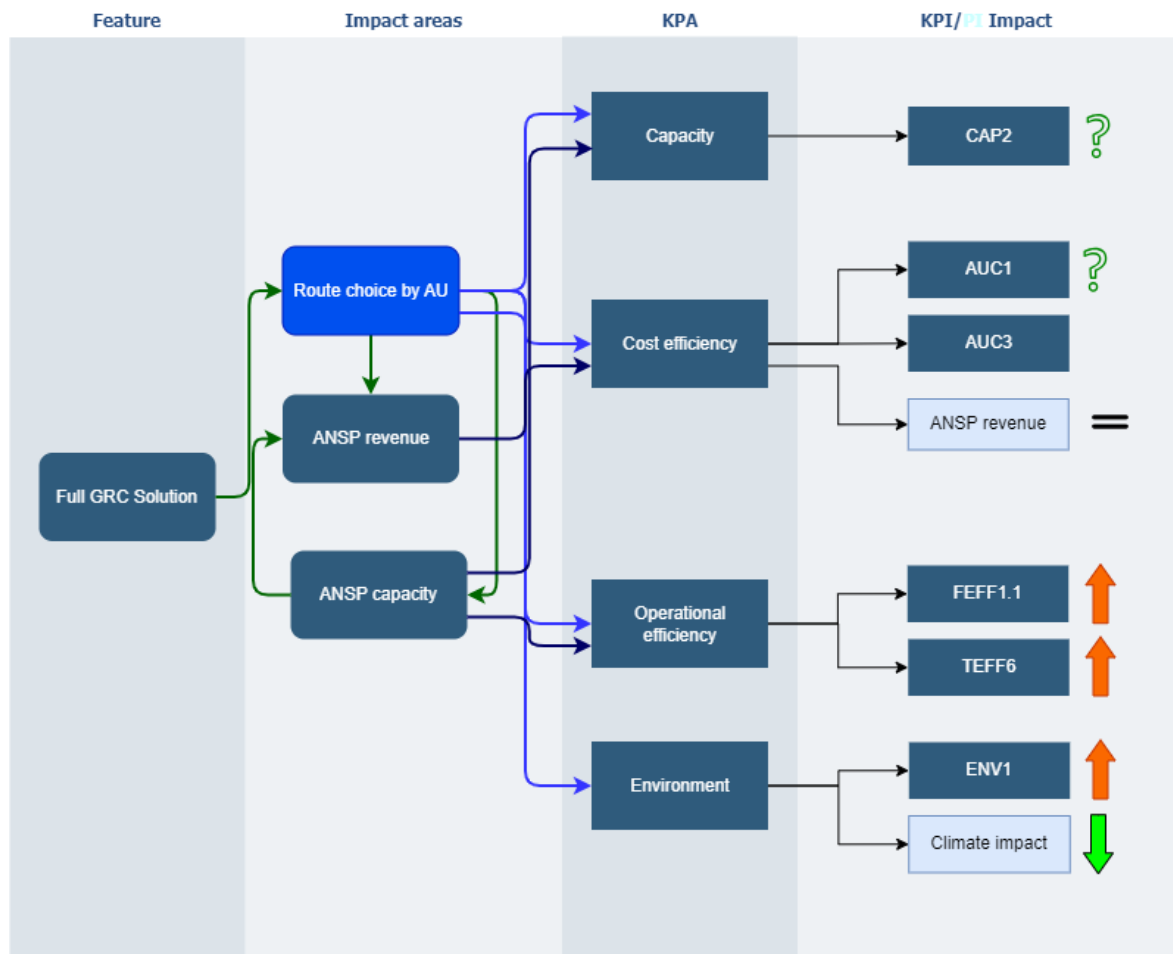 Feature
Impact areas
KPA
KPI/PI Impact
Capacity
CAP2
?
Route choice by AU
AUC1
?
Cost efficiency
AUC3
ANSP revenue
ANSP revenue
=
Full GRC Solution
ANSP capacity
Operational
efficiency
FEFF1.1
TEFF6
Environment
ENV1
Climate impact